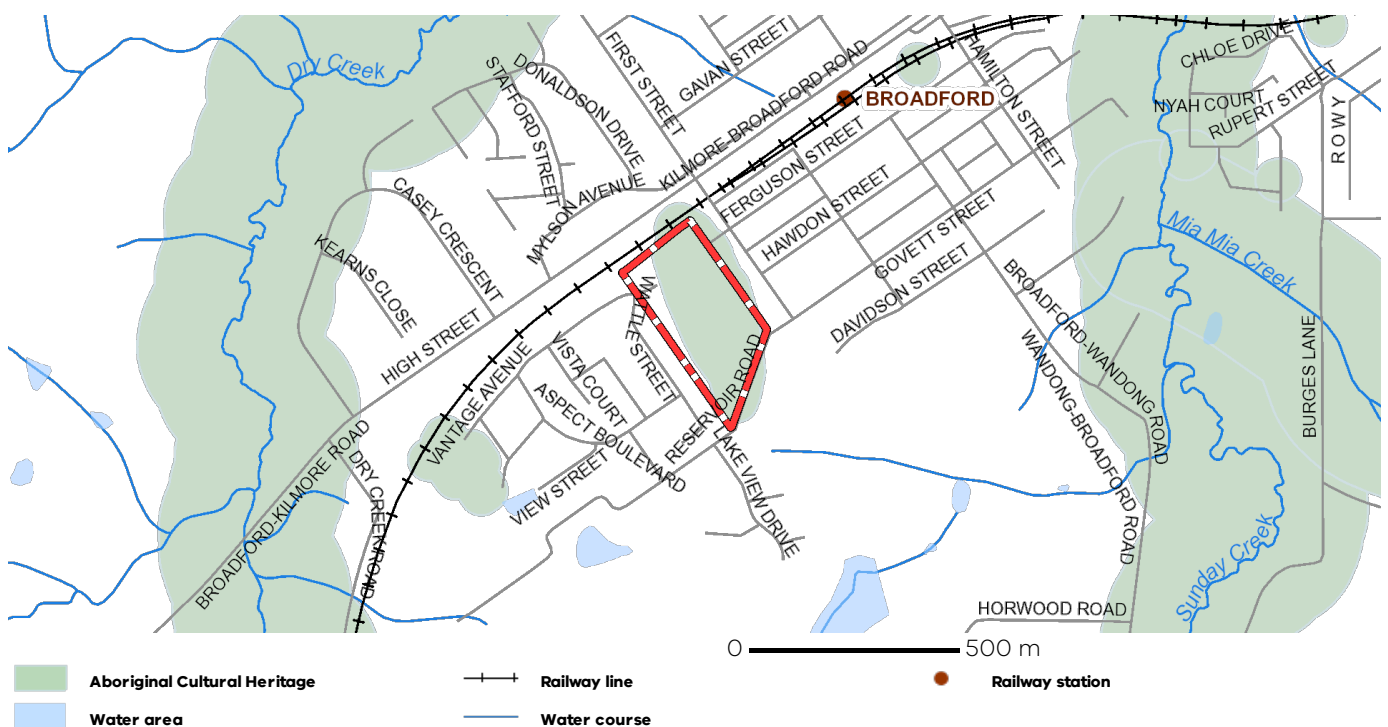 Dry Creek
STAFFORD STREET
DONALDSON DRIVE
FIRST STREET
GAVAN STREET
KILMORE-BROADFORD ROAD
BROADFORD
HAMILTON STREET
CHLOE DRIVE
NYAH COURT
RUPERT STREET
ROWY
MYLSON AVENUE
CASEY CRESCENT
KEARNS CLOSE
FERGUSON STREET
HAWDON STREET
GOVETT STREET
DAVIDSON STREET
Mia Mia Creek
BROADFORD-WANDONG ROAD
WANDONG-BROADFORD ROAD
BURGES LANE
HIGH STREET
WATTLE STREET
VISTA COURT
VANTAGE AVENUE
ASPECT BOULEVARD
RESERVOIR ROAD
VIEW STREET
LAKE VIEW DRIVE
BROADFORD-KILMORE ROAD
DRY CREEK ROAD
Sunday Creek
HORWOOD ROAD
0 500 m
Aboriginal Cultural Heritage
Railway line
Railway station
Water area
Water course